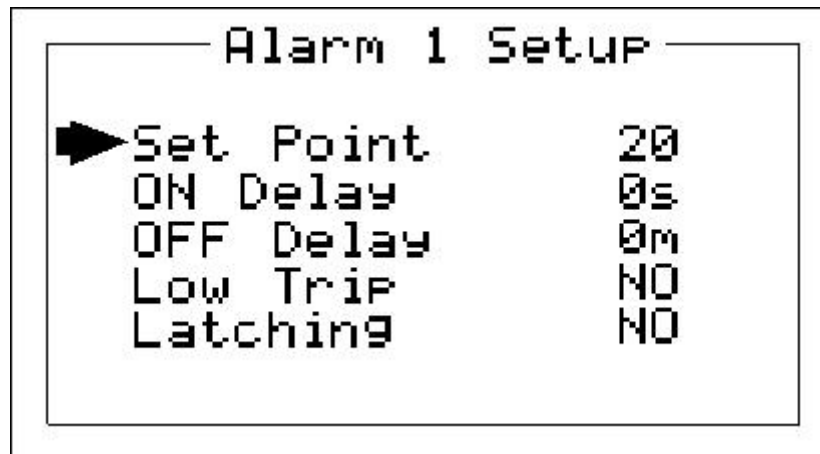 Alarm 1 Setup
Set Point 20
ON Delay 0s
OFF Delay 0m
Low Trip NO
Latching NO